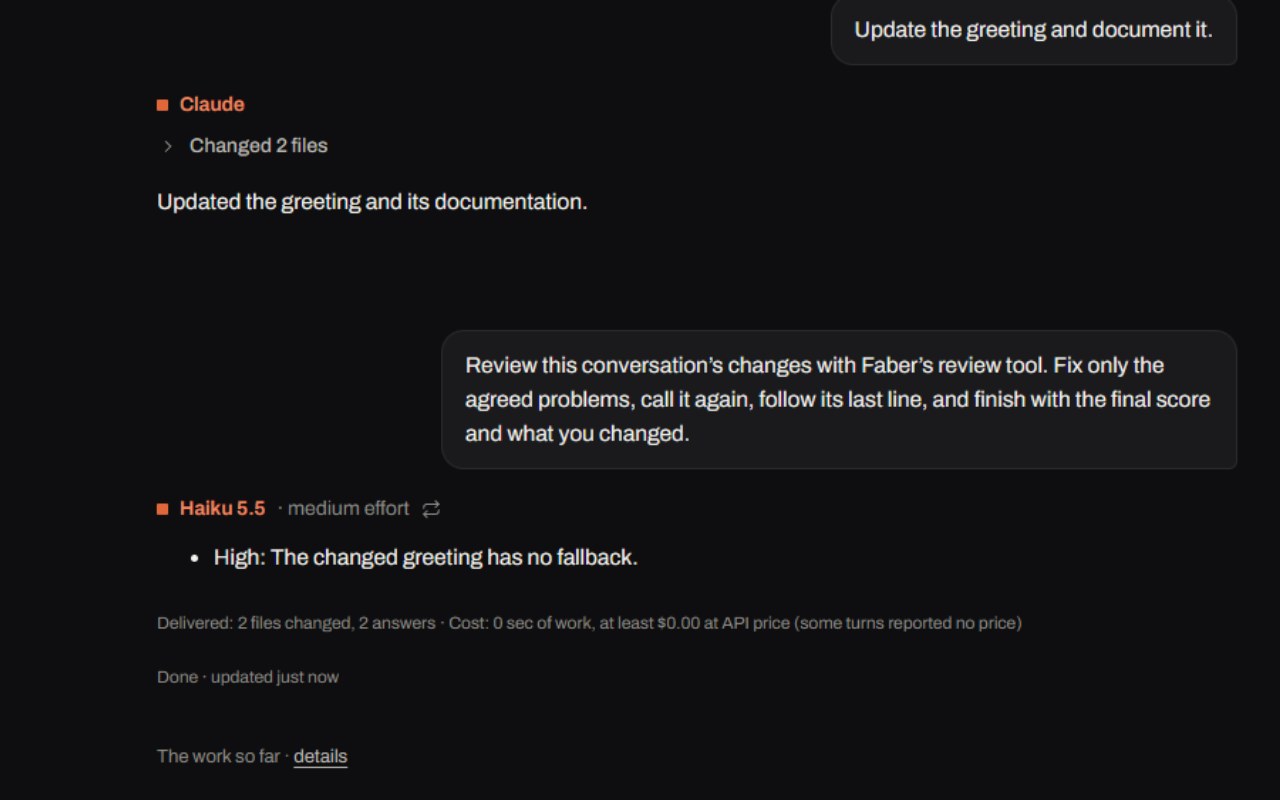 Update the greeting and document it.
Claude
Changed 2 files
Updated the greeting and its documentation.
Review this conversation’s changes with Faber’s review tool. Fix only the
agreed problems, call it again, follow its last line, and finish with the final score
and what you changed.
Haiku 5.5 · medium effort
• High: The changed greeting has no fallback.
Delivered: 2 files changed, 2 answers · Cost: 0 sec of work, at least $0.00 at API price (some turns reported no price)
Done · updated just now
The work so far · details